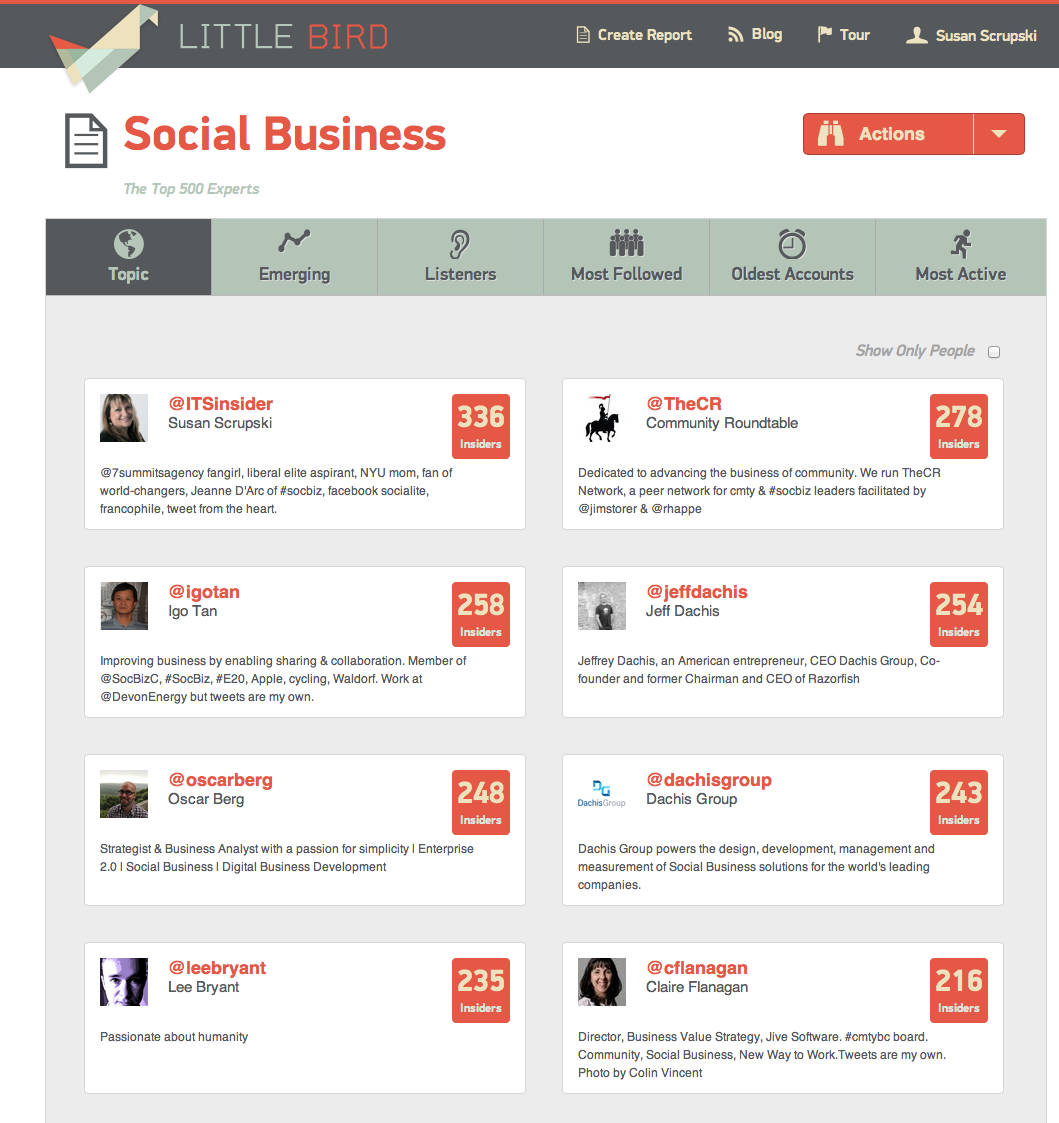 LITTLE BIRD
Create Report
Blog
Tour
Susan Scrupski
Social Business
Actions
The Top 500 Experts
Topic
Emerging
Listeners
Most Followed
Oldest Accounts
Most Active
Show Only People
@ITSinsider
Susan Scrupski
336
Insiders
@7summitsagency fangirl, liberal elite aspirant, NYU mom, fan of
world-changers, Jeanne D'Arc of #socbiz, facebook socialite,
francophile, tweet from the heart.
@TheCR
Community Roundtable
278
Insiders
Dedicated to advancing the business of community. We run TheCR
Network, a peer network for cmty & #socbiz leaders facilitated by
@jimstorer & @rhappe
@igotan
Igo Tan
258
Insiders
Improving business by enabling sharing & collaboration. Member of
@SocBizC, #SocBiz, #E20, Apple, cycling, Waldorf. Work at
@DevonEnergy but tweets are my own.
@jeffdachis
Jeff Dachis
254
Insiders
Jeffrey Dachis, an American entrepreneur, CEO Dachis Group, Co-
founder and former Chairman and CEO of Razorfish
@oscarberg
Oscar Berg
248
Insiders
Strategist & Business Analyst with a passion for simplicity l Enterprise
2.0 l Social Business l Digital Business Development
DG
DachisGroup
@dachisgroup
Dachis Group
243
Insiders
Dachis Group powers the design, development, management and
measurement of Social Business solutions for the world's leading
companies.
@leebryant
Lee Bryant
235
Insiders
Passionate about humanity
@cflanagan
Claire Flanagan
216
Insiders
Director, Business Value Strategy, Jive Software. #cmtybc board.
Community, Social Business, New Way to Work.Tweets are my own.
Photo by Colin Vincent